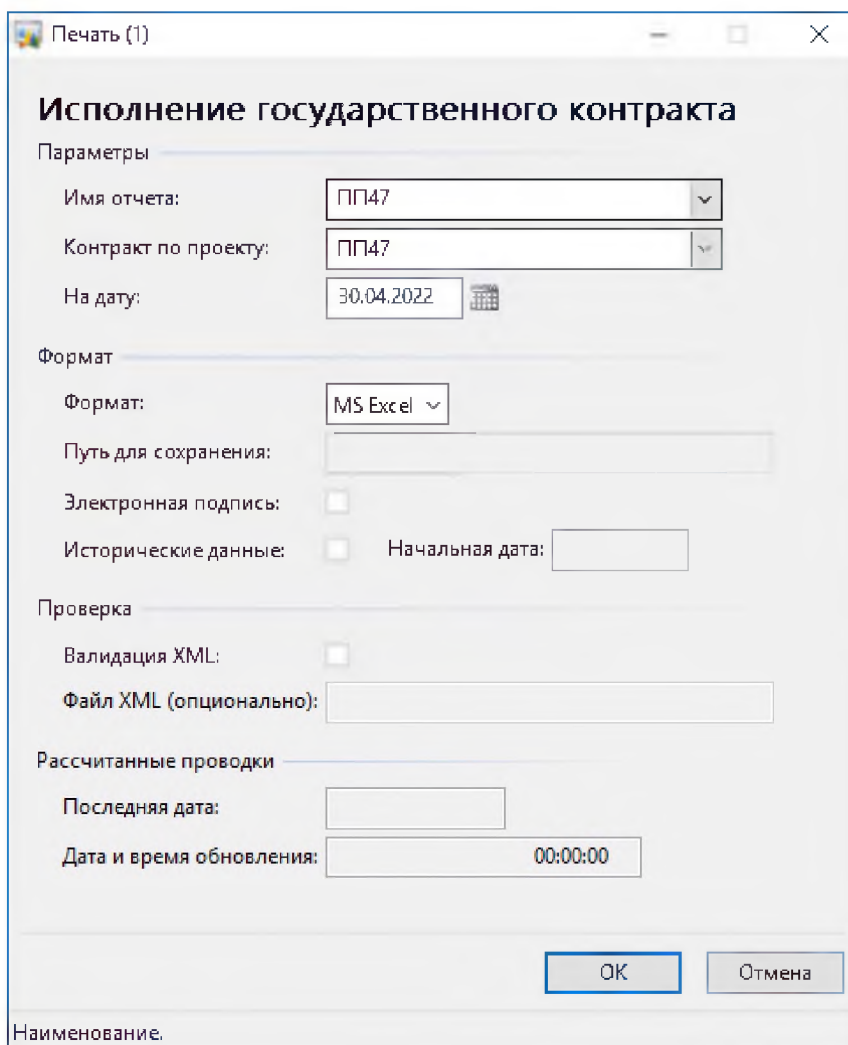 Печать (1)
Исполнение государственного контракта
Параметры
Имя отчета: ПП47
Контракт по проекту: ПП47
На дату: 30.04.2022
Формат
Формат: MS Excel
Путь для сохранения:
Электронная подпись:
Исторические данные: Начальная дата:
Проверка
Валидация XML:
Файл XML (опционально):
Рассчитанные проводки
Последняя дата:
Дата и время обновления: 00:00:00
OK Отмена
Наименование.